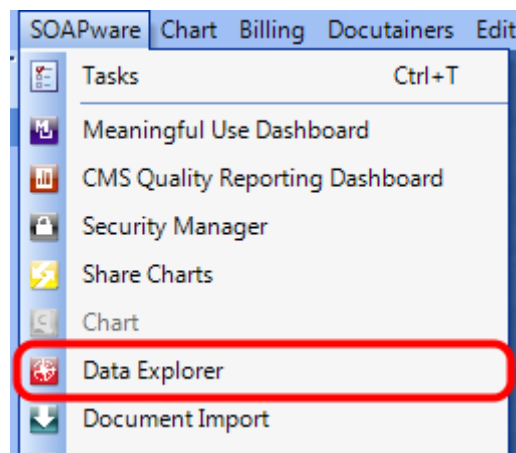 SOAPware Chart Billing Docutainers Edit
Tasks Ctrl+T
Meaningful Use Dashboard
CMS Quality Reporting Dashboard
Security Manager
Share Charts
Chart
Data Explorer
Document Import